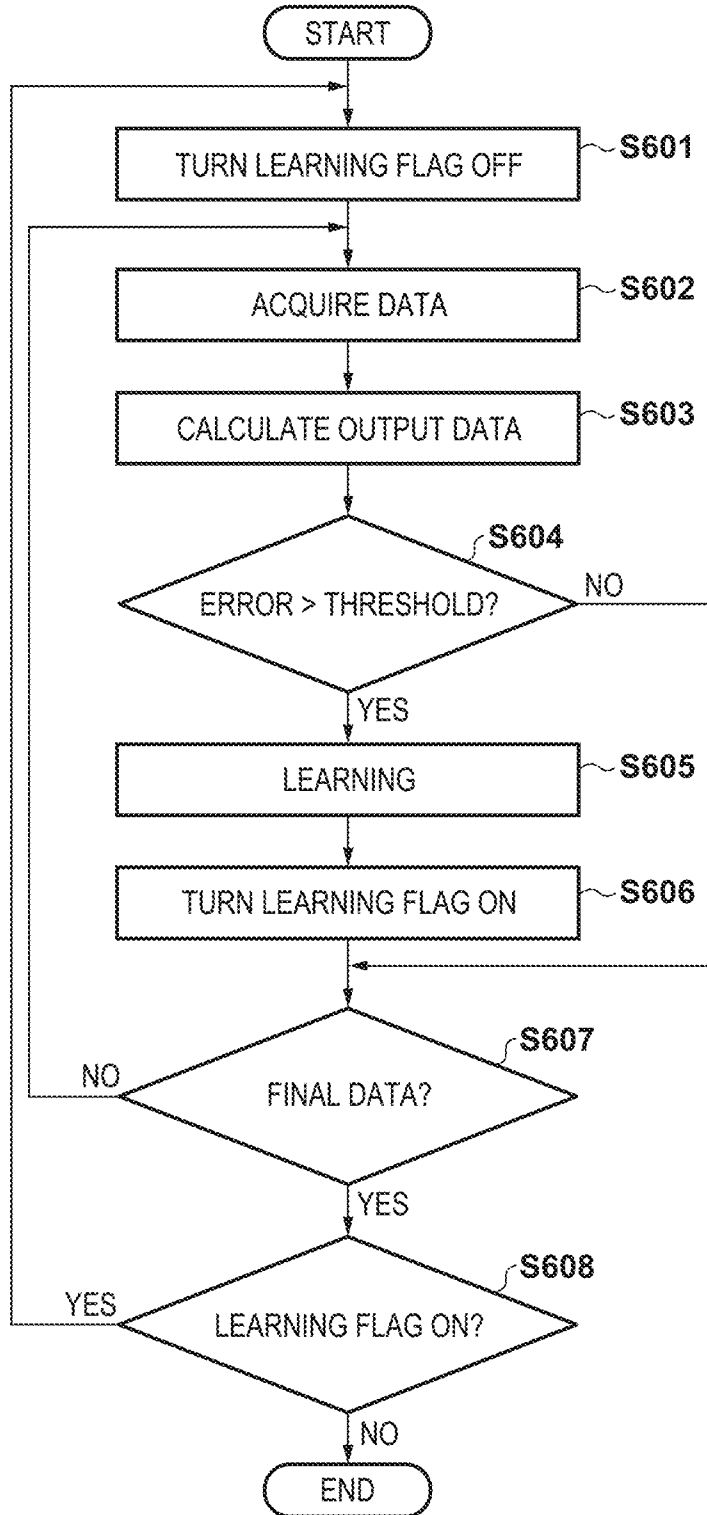 START
TURN LEARNING FLAG OFF
S601
ACQUIRE DATA
S602
CALCULATE OUTPUT DATA
S603
S604
ERROR > THRESHOLD?
NO
YES
LEARNING
S605
TURN LEARNING FLAG ON
S606
S607
NO
FINAL DATA?
YES
S608
YES
LEARNING FLAG ON?
NO
END